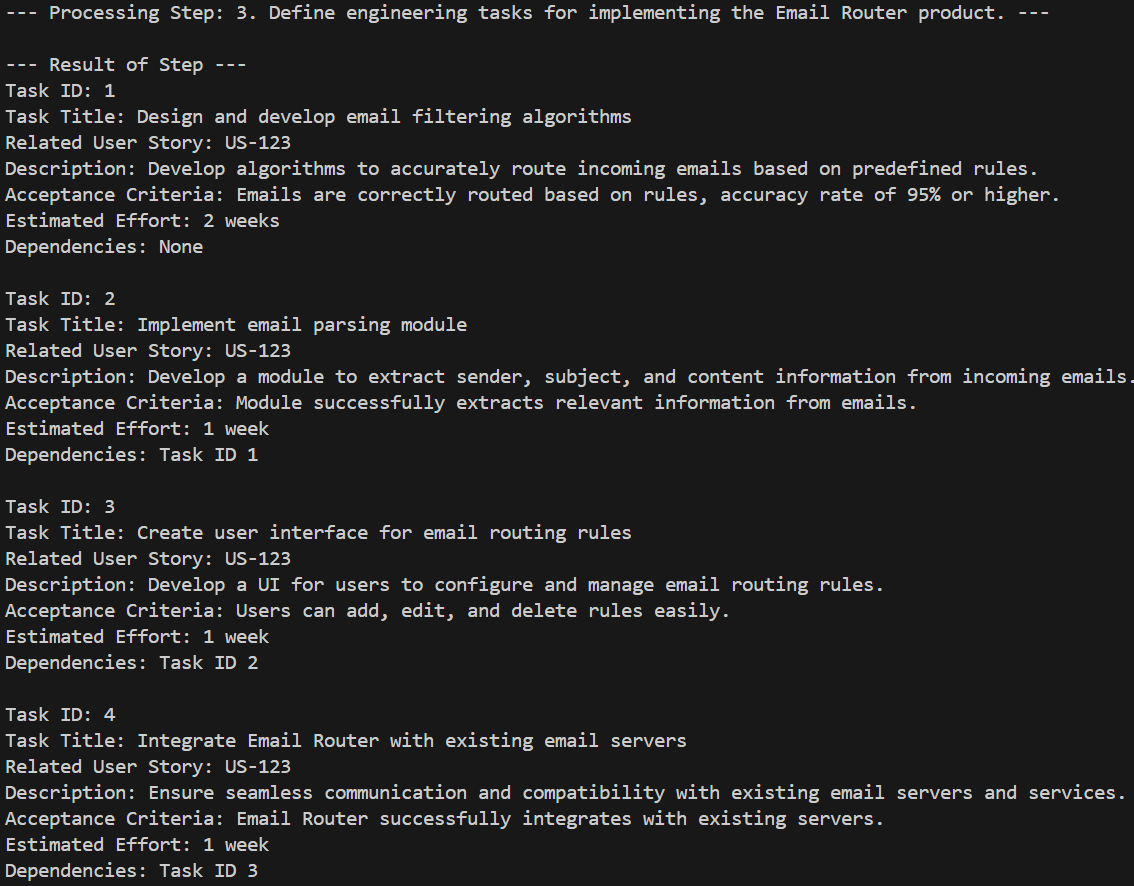 --- Processing Step: 3. Define engineering tasks for implementing the Email Router product. ---
--- Result of Step ---
Task ID: 1
Task Title: Design and develop email filtering algorithms
Related User Story: US-123
Description: Develop algorithms to accurately route incoming emails based on predefined rules.
Acceptance Criteria: Emails are correctly routed based on rules, accuracy rate of 95% or higher.
Estimated Effort: 2 weeks
Dependencies: None
Task ID: 2
Task Title: Implement email parsing module
Related User Story: US-123
Description: Develop a module to extract sender, subject, and content information from incoming emails.
Acceptance Criteria: Module successfully extracts relevant information from emails.
Estimated Effort: 1 week
Dependencies: Task ID 1
Task ID: 3
Task Title: Create user interface for email routing rules
Related User Story: US-123
Description: Develop a UI for users to configure and manage email routing rules.
Acceptance Criteria: Users can add, edit, and delete rules easily.
Estimated Effort: 1 week
Dependencies: Task ID 2
Task ID: 4
Task Title: Integrate Email Router with existing email servers
Related User Story: US-123
Description: Ensure seamless communication and compatibility with existing email servers and services.
Acceptance Criteria: Email Router successfully integrates with existing servers.
Estimated Effort: 1 week
Dependencies: Task ID 3